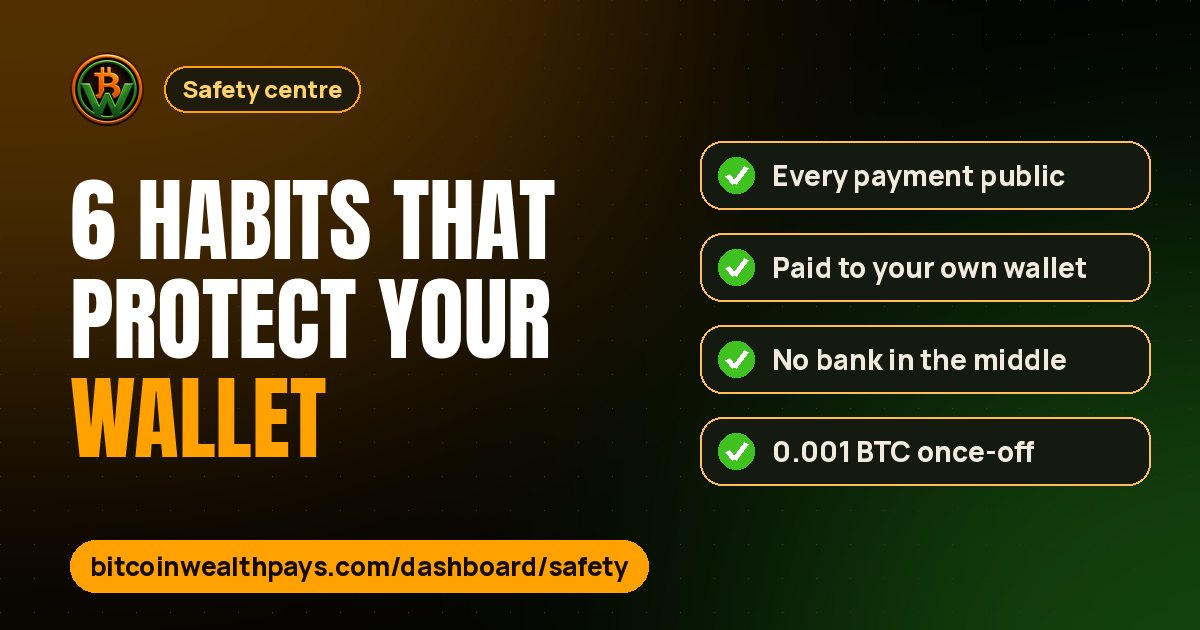 Safety centre
6 HABITS THAT
PROTECT YOUR
WALLET
bitcoinwealthpays.com/dashboard/safety
Every payment public
Paid to your own wallet
No bank in the middle
0.001 BTC once-off